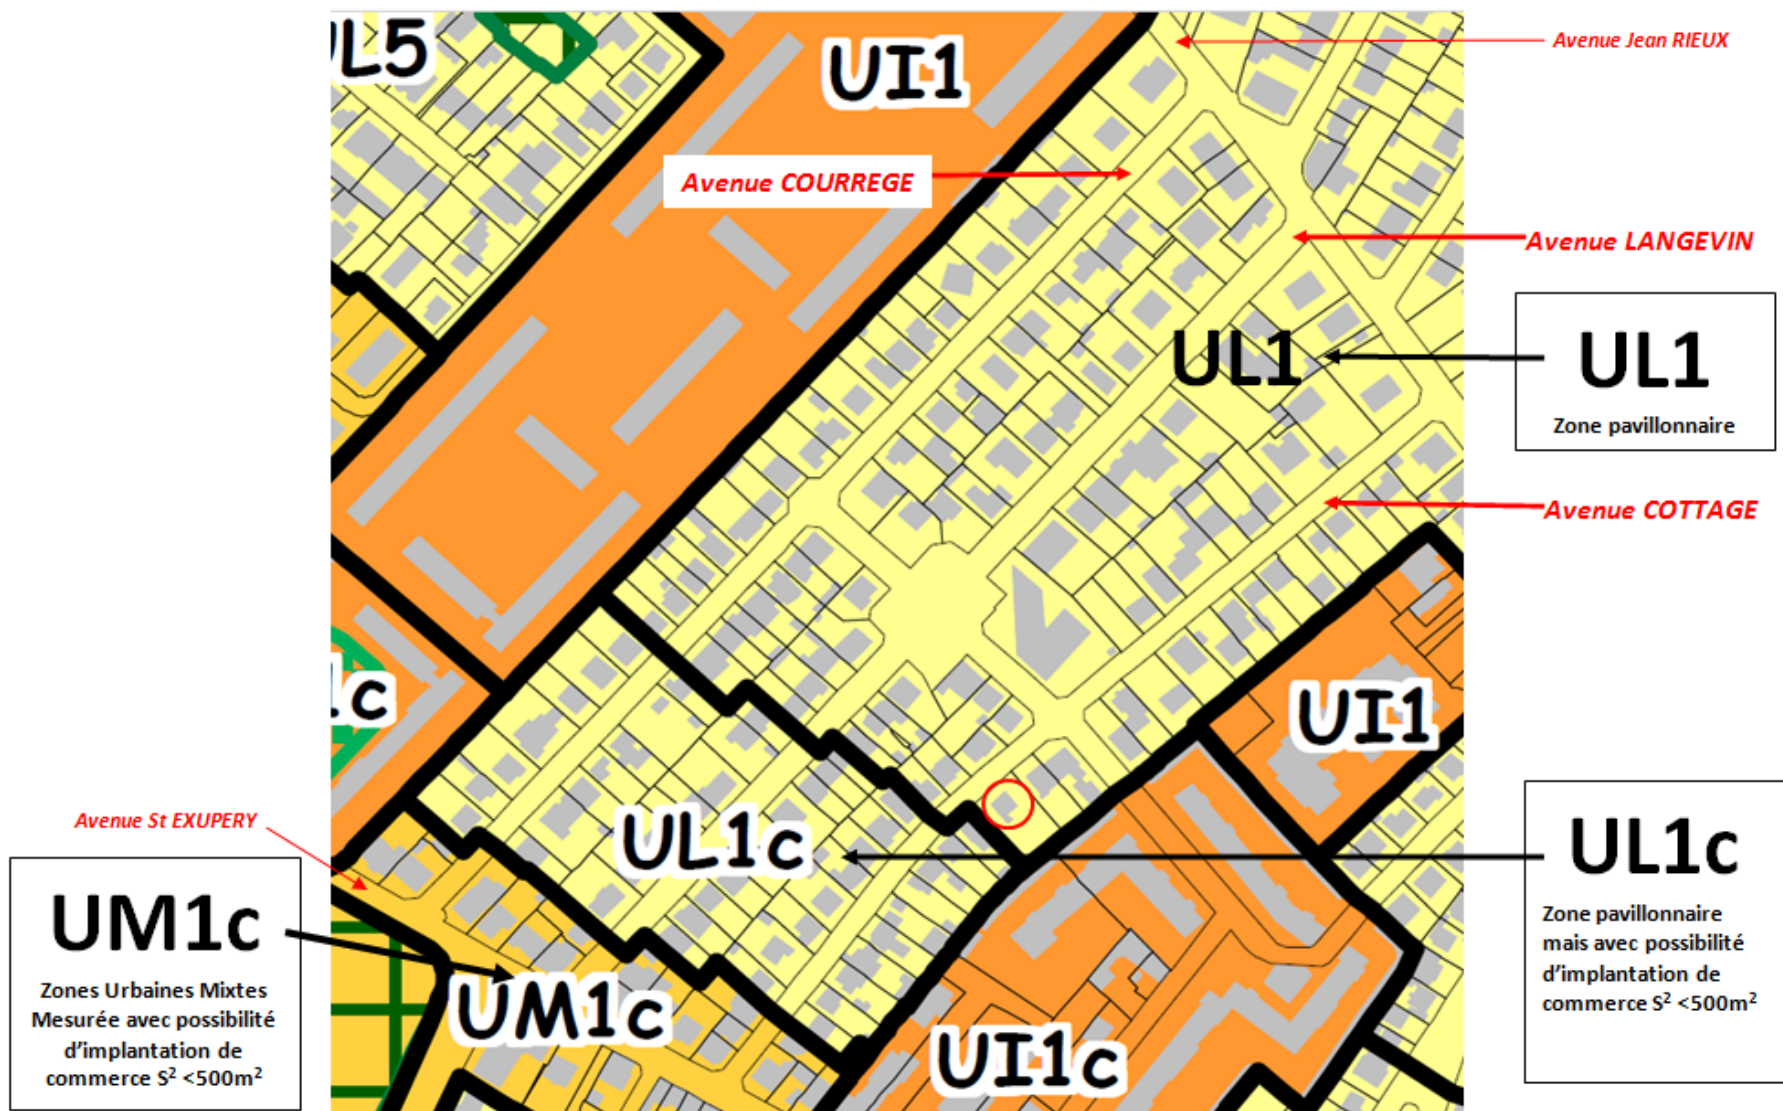 UL5
UI1
Avenue Jean RIEUX
Avenue COURREGE
Avenue LANGEVIN
UL1
UL1
Zone pavillonnaire
Avenue COTTAGE
1c
UI1
Avenue St EXUPERY
UL1c
UL1c
Zone pavillonnaire
mais avec possibilité
d'implantation de
commerce S² <500m²
UM1c
Zones Urbaines Mixtes
Mesurée avec possibilité
d'implantation de
commerce S² <500m²
UM1c
UI1c